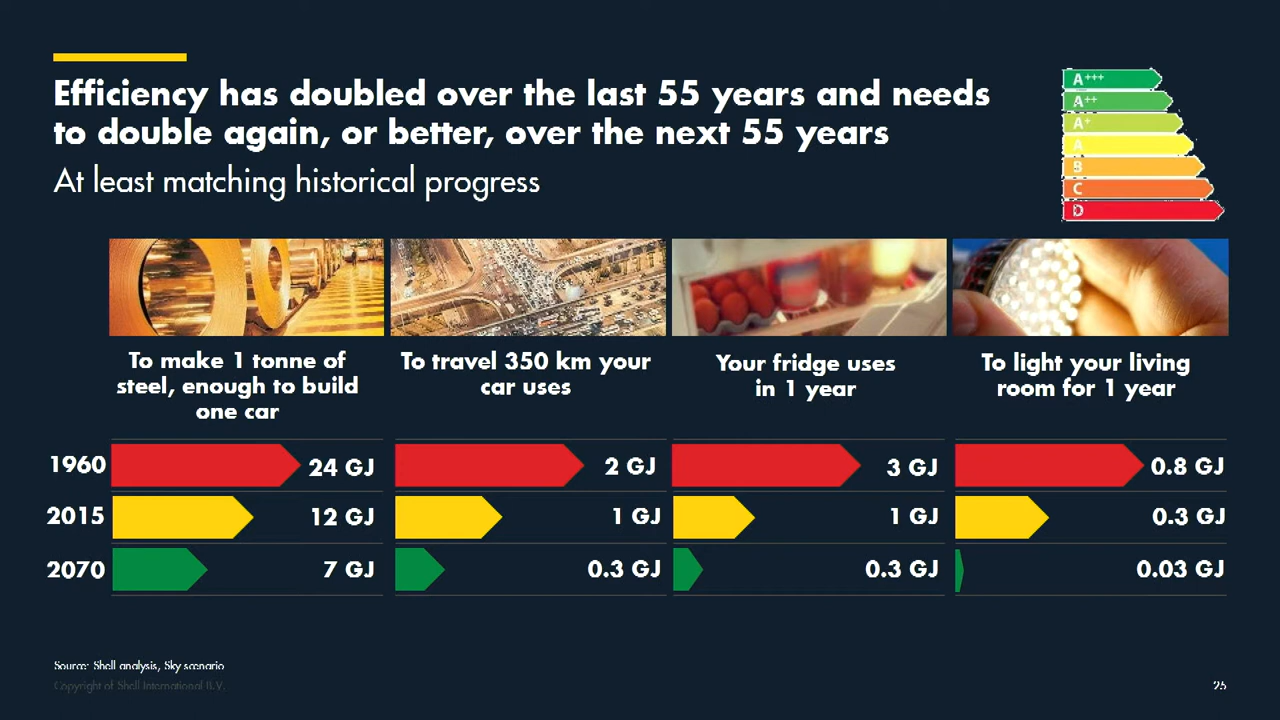 Efficiency has doubled over the last 55 years and needs
to double again, or better, over the next 55 years
At least matching historical progress
A+++
A++
A+
A
B
C
D
To make 1 tonne of
steel, enough to build
one car
To travel 350 km your
car uses
Your fridge uses
in 1 year
To light your living
room for 1 year
1960 24 GJ 2 GJ 3 GJ 0.8 GJ
2015 12 GJ 1 GJ 1 GJ 0.3 GJ
2070 7 GJ 0.3 GJ 0.3 GJ 0.03 GJ
Source: Shell analysis, Sky scenario
Copyright of Shell International B.V.
25